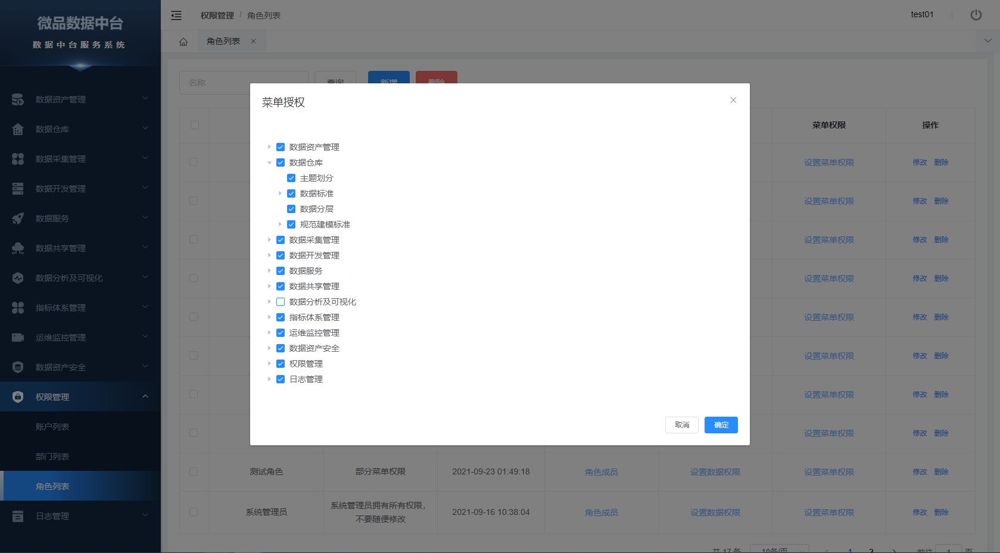 微品数据中台
数据中台服务系统
数据资产管理
数据仓库
数据采集管理
数据开发管理
数据服务
数据共享管理
数据分析及可视化
指标体系管理
运维监控管理
数据资产安全
权限管理
账户列表
部门列表
角色列表
日志管理
权限管理 / 角色列表
test01
角色列表
名称
查询 新增 删除
菜单权限 操作
设置菜单权限 修改 删除
设置菜单权限 修改 删除
设置菜单权限 修改 删除
设置菜单权限 修改 删除
设置菜单权限 修改 删除
设置菜单权限 修改 删除
设置菜单权限 修改 删除
设置菜单权限 修改 删除
测试角色 部分菜单权限 2021-09-23 01:49:18 角色成员 设置数据权限 设置菜单权限 修改 删除
系统管理员 系统管理员拥有所有权限，
不要随便修改 2021-09-16 10:38:04 角色成员 设置数据权限 设置菜单权限 修改 删除
共 17 条 10条/页 1 2 前往 1 页
菜单授权
数据资产管理
数据仓库
主题划分
数据标准
数据分层
规范建模标准
数据采集管理
数据开发管理
数据服务
数据共享管理
数据分析及可视化
指标体系管理
运维监控管理
数据资产安全
权限管理
日志管理
取消 确定